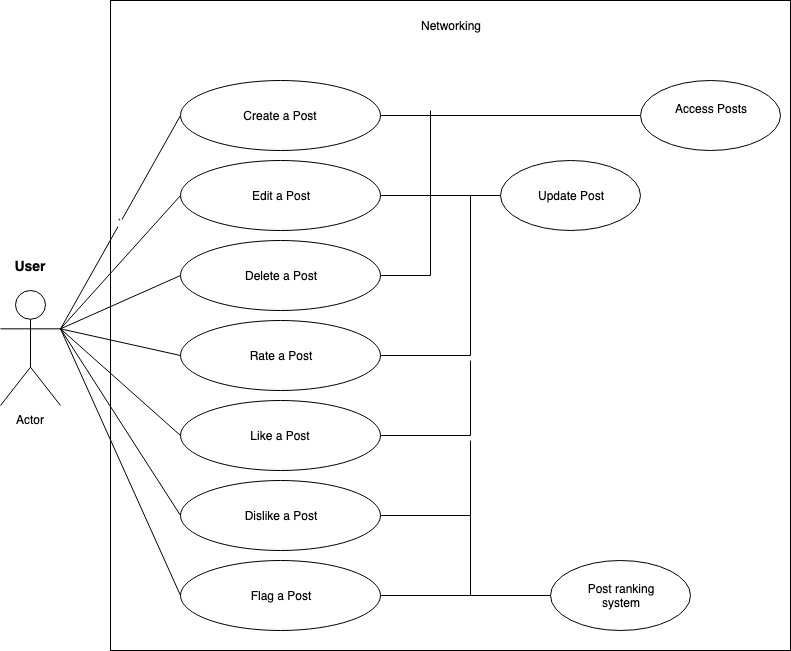 Networking
Create a Post
Access Posts
Edit a Post
Update Post
User
Delete a Post
Rate a Post
Actor
Like a Post
Dislike a Post
Flag a Post
Post ranking
system